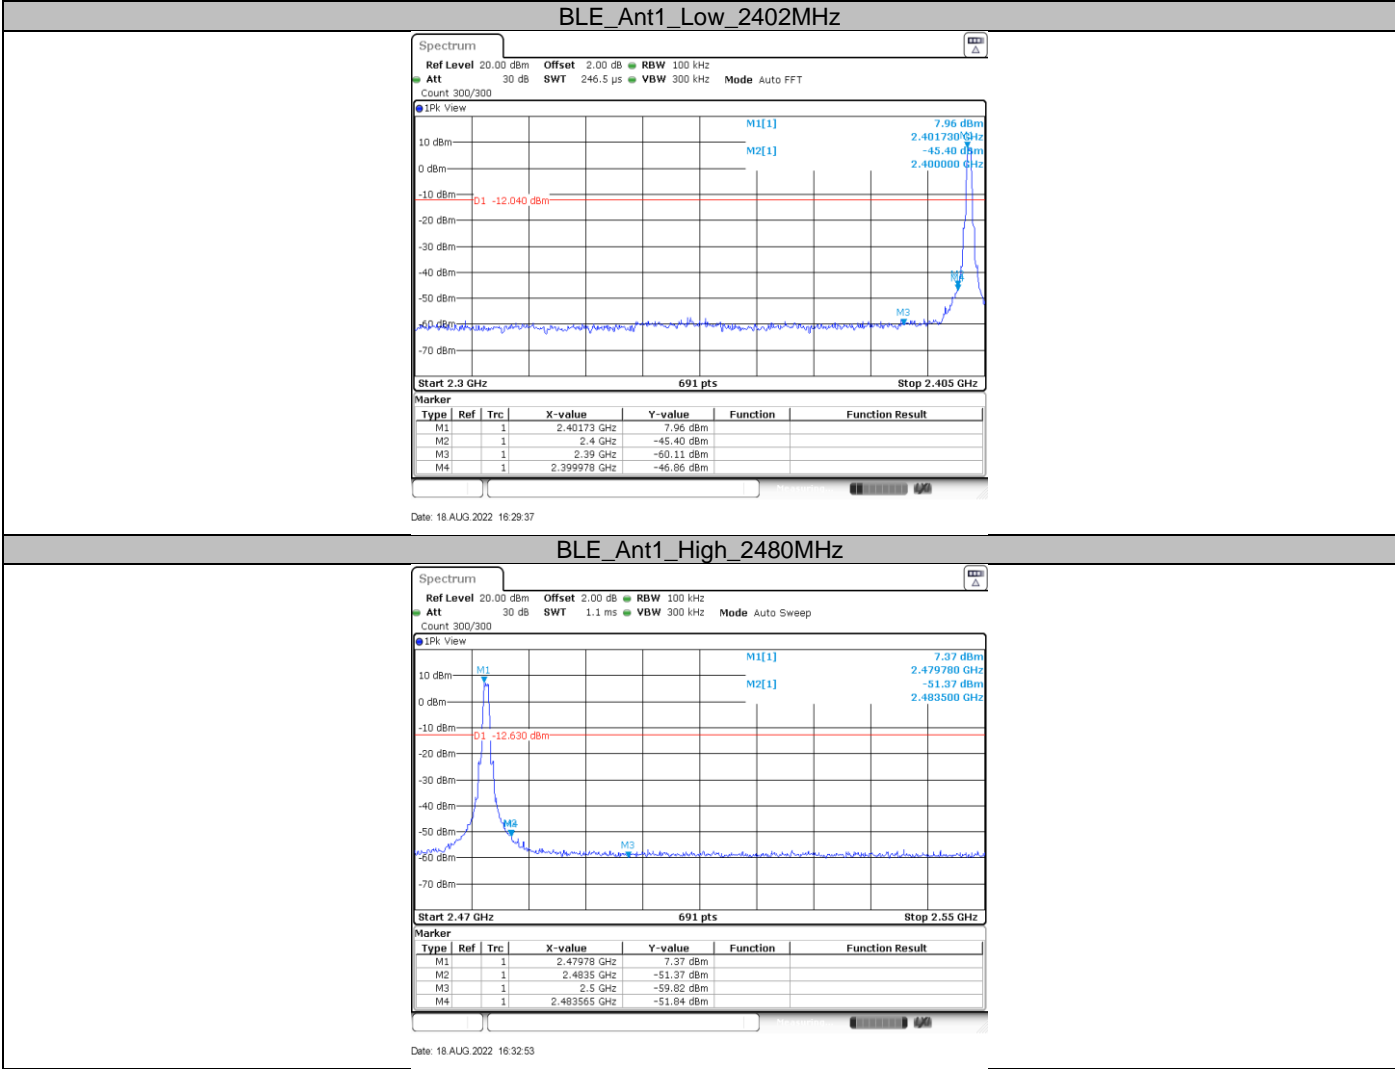 BLE_Ant1_Low_2402MHz
Spectrum
Ref Level 20.00 dBm Offset 2.00 dB RBW 100 kHz
Att 30 dB SWT 246.5 µs VBW 300 kHz Mode Auto FFT
Count 300/300
1Pk View
M1[1] 7.96 dBm
2.401730 GHz
M2[1] -45.40 dBm
2.400000 GHz
10 dBm
0 dBm
-10 dBm
D1 -12.040 dBm
-20 dBm
-30 dBm
-40 dBm
M4
-50 dBm
M3
-60 dBm
-70 dBm
Start 2.3 GHz 691 pts Stop 2.405 GHz
Marker
Type Ref Trc X-value Y-value Function Function Result
M1 1 2.40173 GHz 7.96 dBm
M2 1 2.4 GHz -45.40 dBm
M3 1 2.39 GHz -60.11 dBm
M4 1 2.399978 GHz -46.86 dBm
Date: 18.AUG.2022 16:29:37
BLE_Ant1_High_2480MHz
Spectrum
Ref Level 20.00 dBm Offset 2.00 dB RBW 100 kHz
Att 30 dB SWT 1.1 ms VBW 300 kHz Mode Auto Sweep
Count 300/300
1Pk View
M1[1] 7.37 dBm
2.479780 GHz
M2[1] -51.37 dBm
2.483500 GHz
M1
10 dBm
0 dBm
-10 dBm
D1 -12.630 dBm
-20 dBm
-30 dBm
-40 dBm
-50 dBm
M3
-60 dBm
-70 dBm
Start 2.47 GHz 691 pts Stop 2.55 GHz
Marker
Type Ref Trc X-value Y-value Function Function Result
M1 1 2.47978 GHz 7.37 dBm
M2 1 2.4835 GHz -51.37 dBm
M3 1 2.5 GHz -59.82 dBm
M4 1 2.483565 GHz -51.84 dBm
Date: 18.AUG.2022 16:32:53